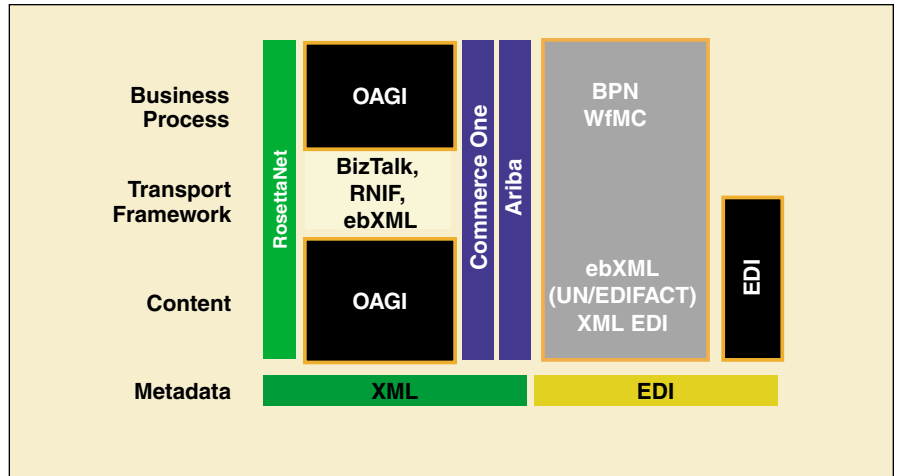 Business
Process
Transport
Framework
Content
Metadata
RosettaNet
OAGI
BizTalk,
RNIF,
ebXML
OAGI
Commerce One
Ariba
BPN
WfMC
ebXML
(UN/EDIFACT)
XML EDI
EDI
XML
EDI